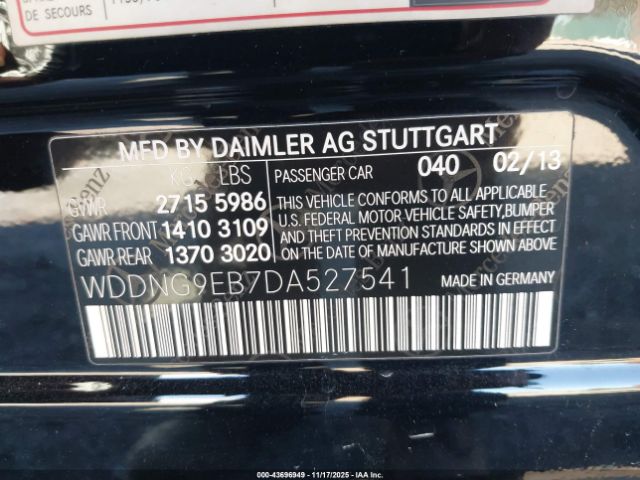 DE SECOURS
MFD BY DAIMLER AG STUTTGART
KG LBS
GVWR 2715 5986
GAWR FRONT 1410 3109
GAWR REAR 1370 3020
PASSENGER CAR 040 02/13
THIS VEHICLE CONFORMS TO ALL APPLICABLE
U.S. FEDERAL MOTOR VEHICLE SAFETY,BUMPER
AND THEFT PREVENTION STANDARDS IN EFFECT
ON THE DATE OF MANUFACTURE SHOWN ABOVE.
WDDNG9EB7DA527541
MADE IN GERMANY
000-43696949 - 11/17/2025 - IAAI.COM